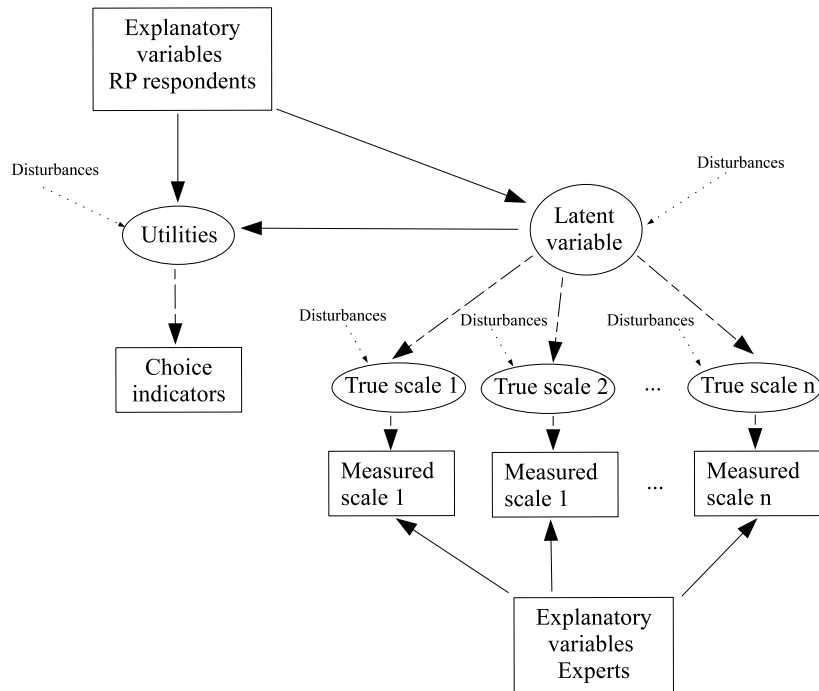 Explanatory
variables
RP respondents
Disturbances
Disturbances
Utilities
Latent
variable
Disturbances
Disturbances
Disturbances
Choice
indicators
True scale 1
True scale 2
...
True scale n
Measured
scale 1
Measured
scale 1
...
Measured
scale n
Explanatory
variables
Experts